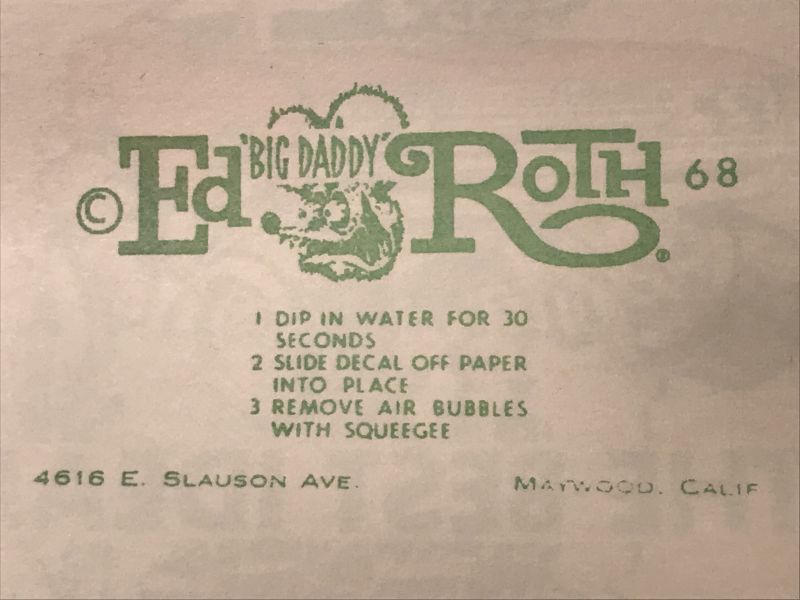 © Ed "BIG DADDY" ROTH ® 68
1 DIP IN WATER FOR 30
SECONDS
2 SLIDE DECAL OFF PAPER
INTO PLACE
3 REMOVE AIR BUBBLES
WITH SQUEEGEE
4616 E. SLAUSON AVE. MAYWOOD, CALIF